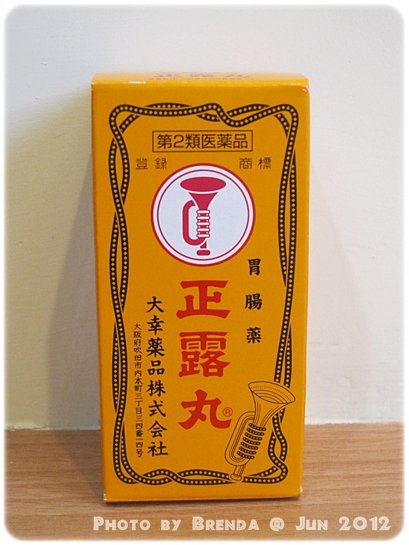 第2類医薬品
登録 商標
胃腸薬
正露丸®
大幸薬品株式会社
大阪府吹田市内本町三丁目三四番一四号
PHOTO BY BRENDA @ JUN 2012